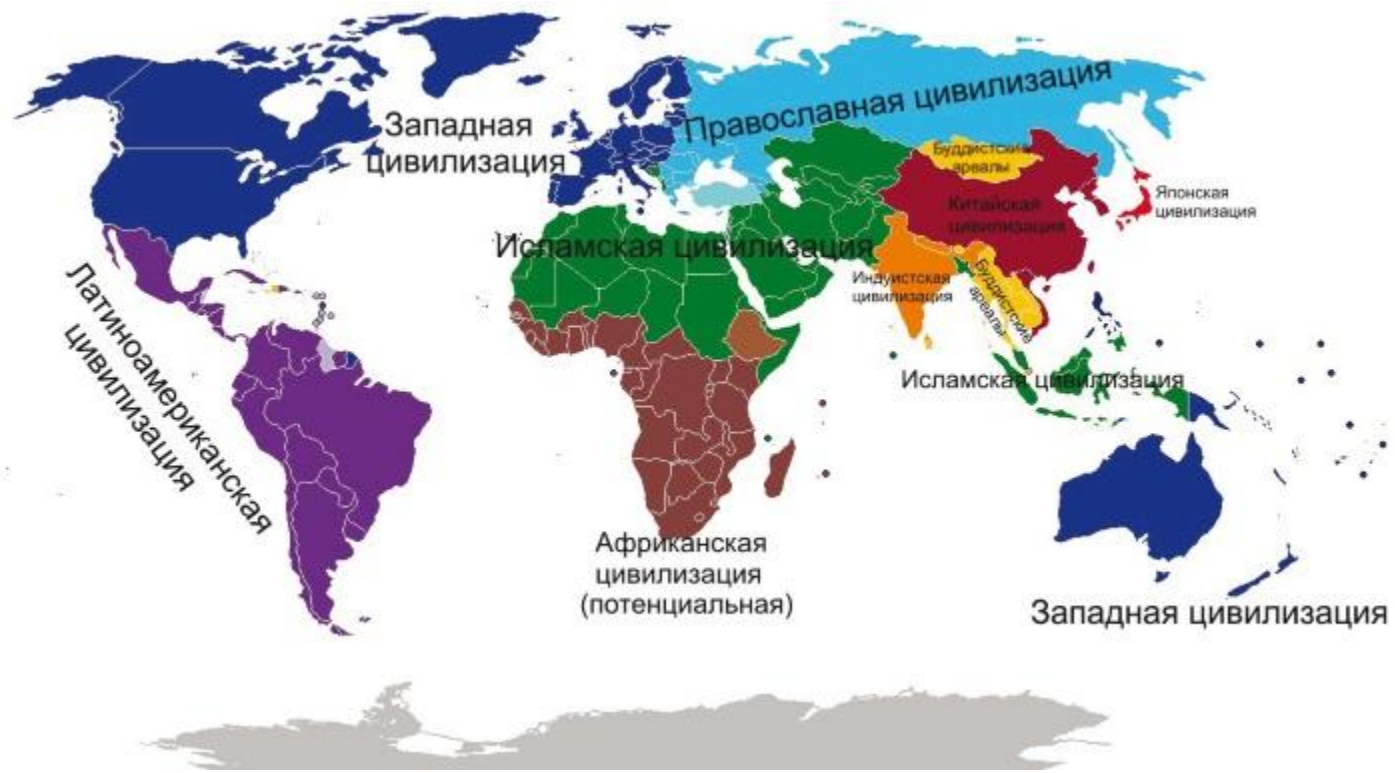 Западная
цивилизация
Православная цивилизация
Буддистские
ареалы
Японская
цивилизация
Китайская
цивилизация
Исламская цивилизация
Индуистская
цивилизация
Буддистские
ареалы
Латиноамериканская
цивилизация
Исламская цивилизация
Африканская
цивилизация
(потенциальная)
Западная цивилизация